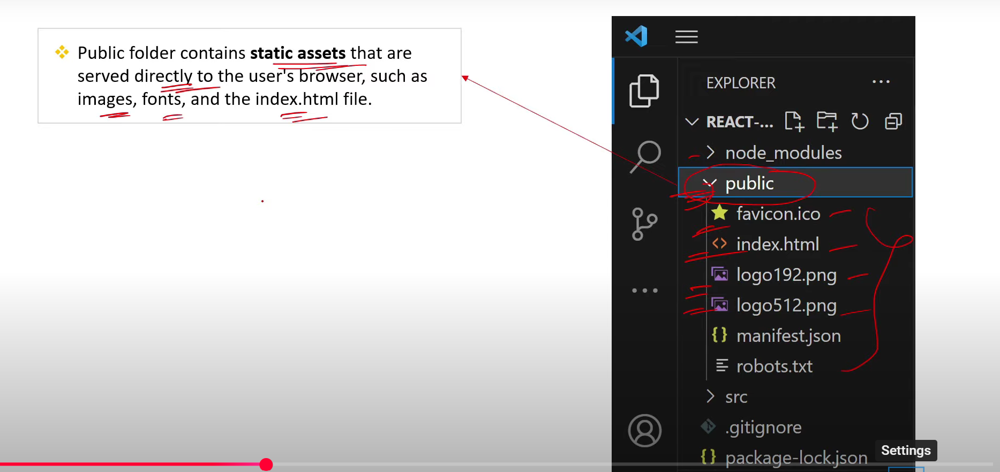 Public folder contains static assets that are
served directly to the user's browser, such as
images, fonts, and the index.html file.
EXPLORER
REACT-...
node_modules
public
favicon.ico
index.html
logo192.png
logo512.png
manifest.json
robots.txt
src
.gitignore
package-lock.json
Settings